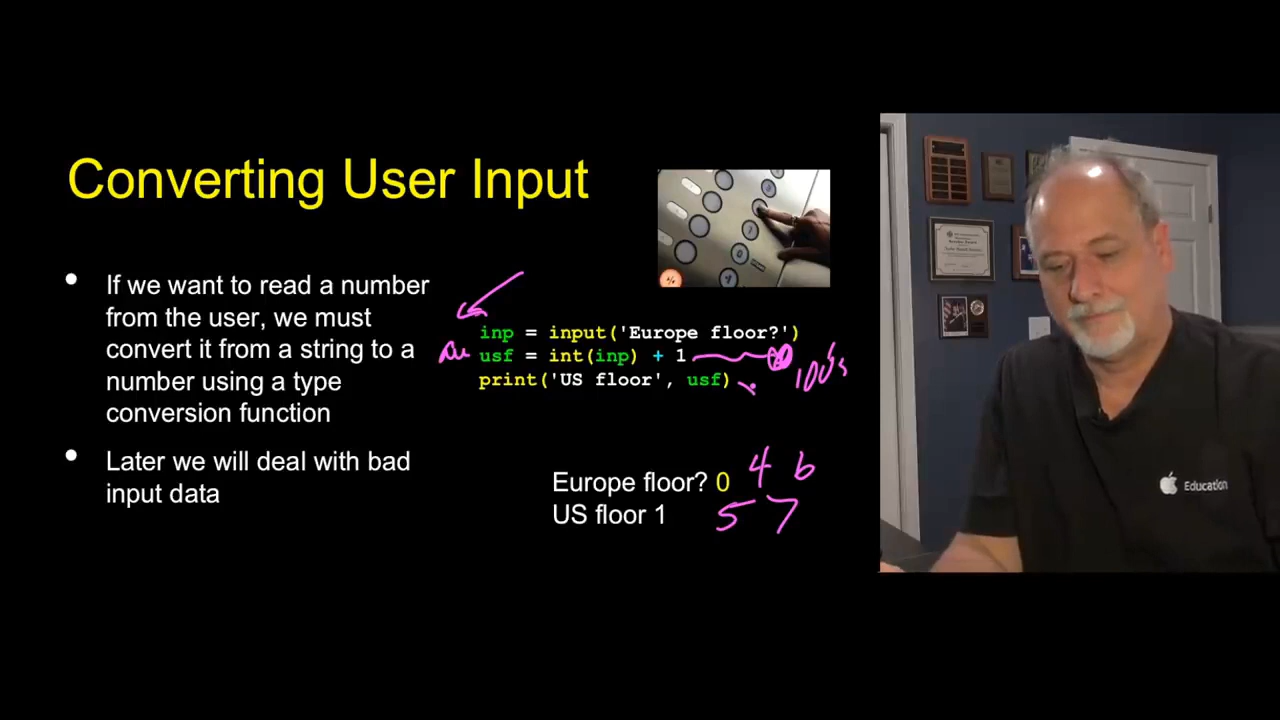 Converting User Input
• If we want to read a number
from the user, we must
convert it from a string to a
number using a type
conversion function
• Later we will deal with bad
input data
inp = input('Europe floor?')
usf = int(inp) + 1
print('US floor', usf)
100's
Europe floor? 0 4 6
US floor 1 5 7
Education